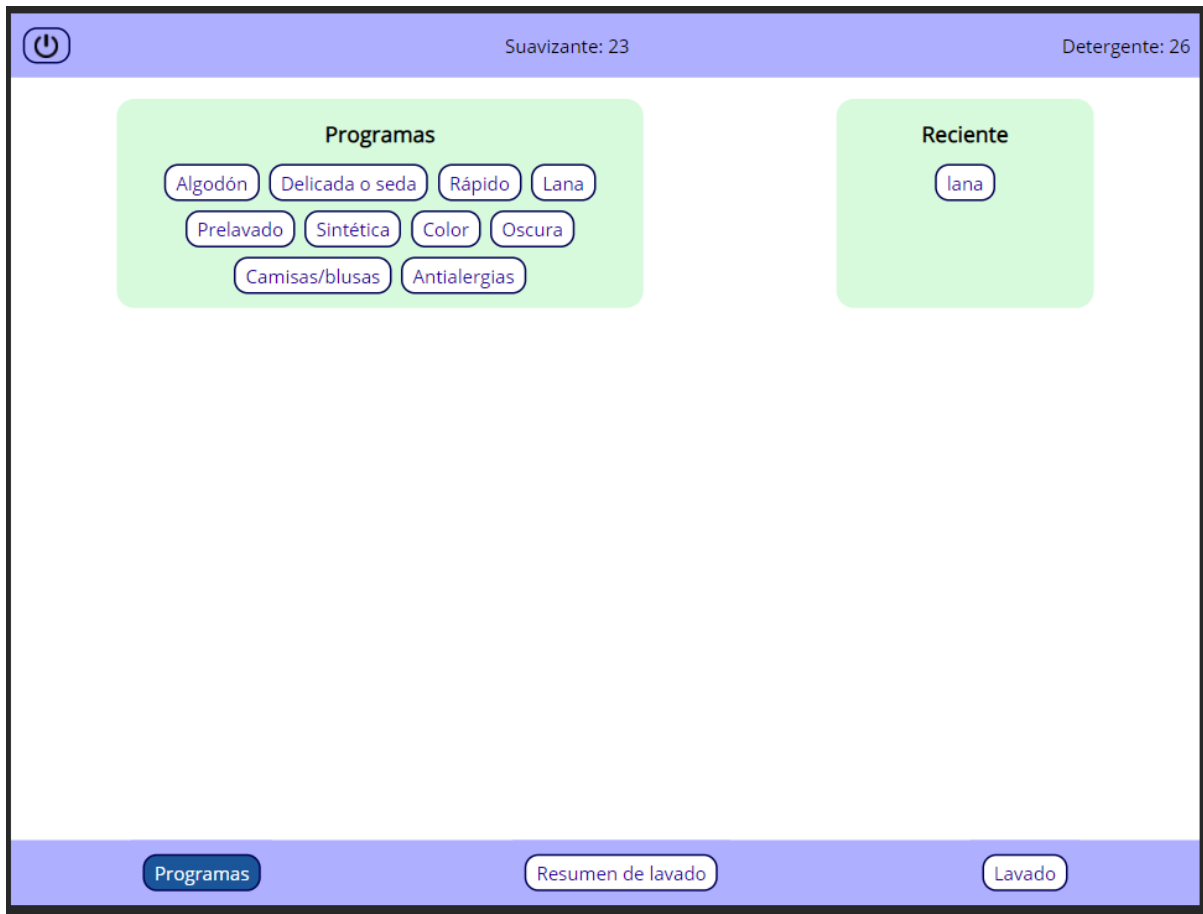 Suavizante: 23
Detergente: 26
Programas
Algodón Delicada o seda Rápido Lana
Prelavado Sintética Color Oscura
Camisas/blusas Antialergias
Reciente
lana
Programas
Resumen de lavado
Lavado